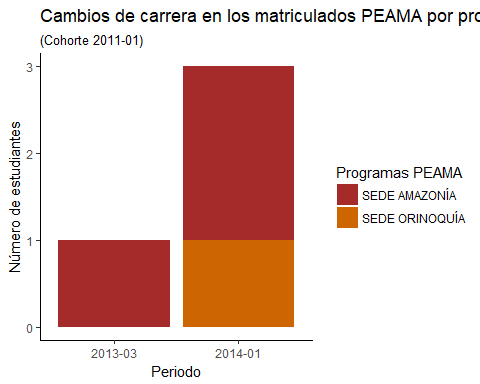 Cambios de carrera en los matriculados PEAMA por pro
(Cohorte 2011-01)
3
2
1
0
Número de estudiantes
2013-03
2014-01
Periodo
Programas PEAMA
SEDE AMAZONÍA
SEDE ORINOQUÍA